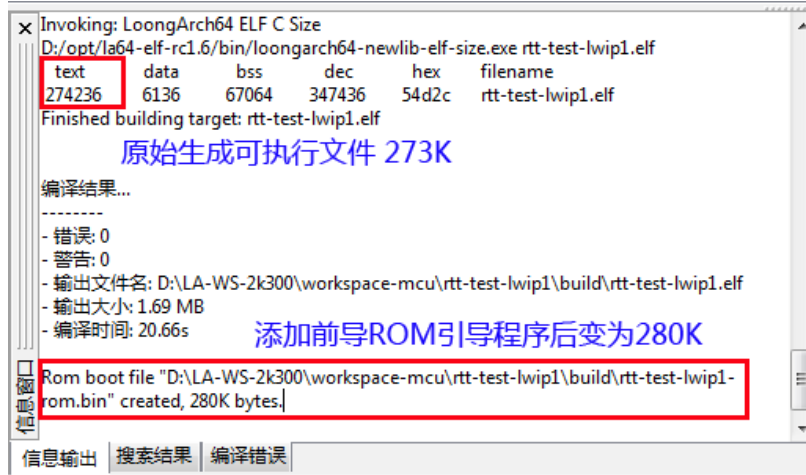 Invoking: LoongArch64 ELF C Size
D:/opt/la64-elf-rc1.6/bin/loongarch64-newlib-elf-size.exe rtt-test-lwip1.elf
text data bss dec hex filename
274236 6136 67064 347436 54d2c rtt-test-lwip1.elf
Finished building target: rtt-test-lwip1.elf
原始生成可执行文件 273K
编译结果...
--------
- 错误: 0
- 警告: 0
- 输出文件名: D:\LA-WS-2k300\workspace-mcu\rtt-test-lwip1\build\rtt-test-lwip1.elf
- 输出大小: 1.69 MB
- 编译时间: 20.66s
添加前导ROM引导程序后变为280K
Rom boot file "D:\LA-WS-2k300\workspace-mcu\rtt-test-lwip1\build\rtt-test-lwip1-
rom.bin" created, 280K bytes.
信息窗口
信息输出 搜索结果 编译错误